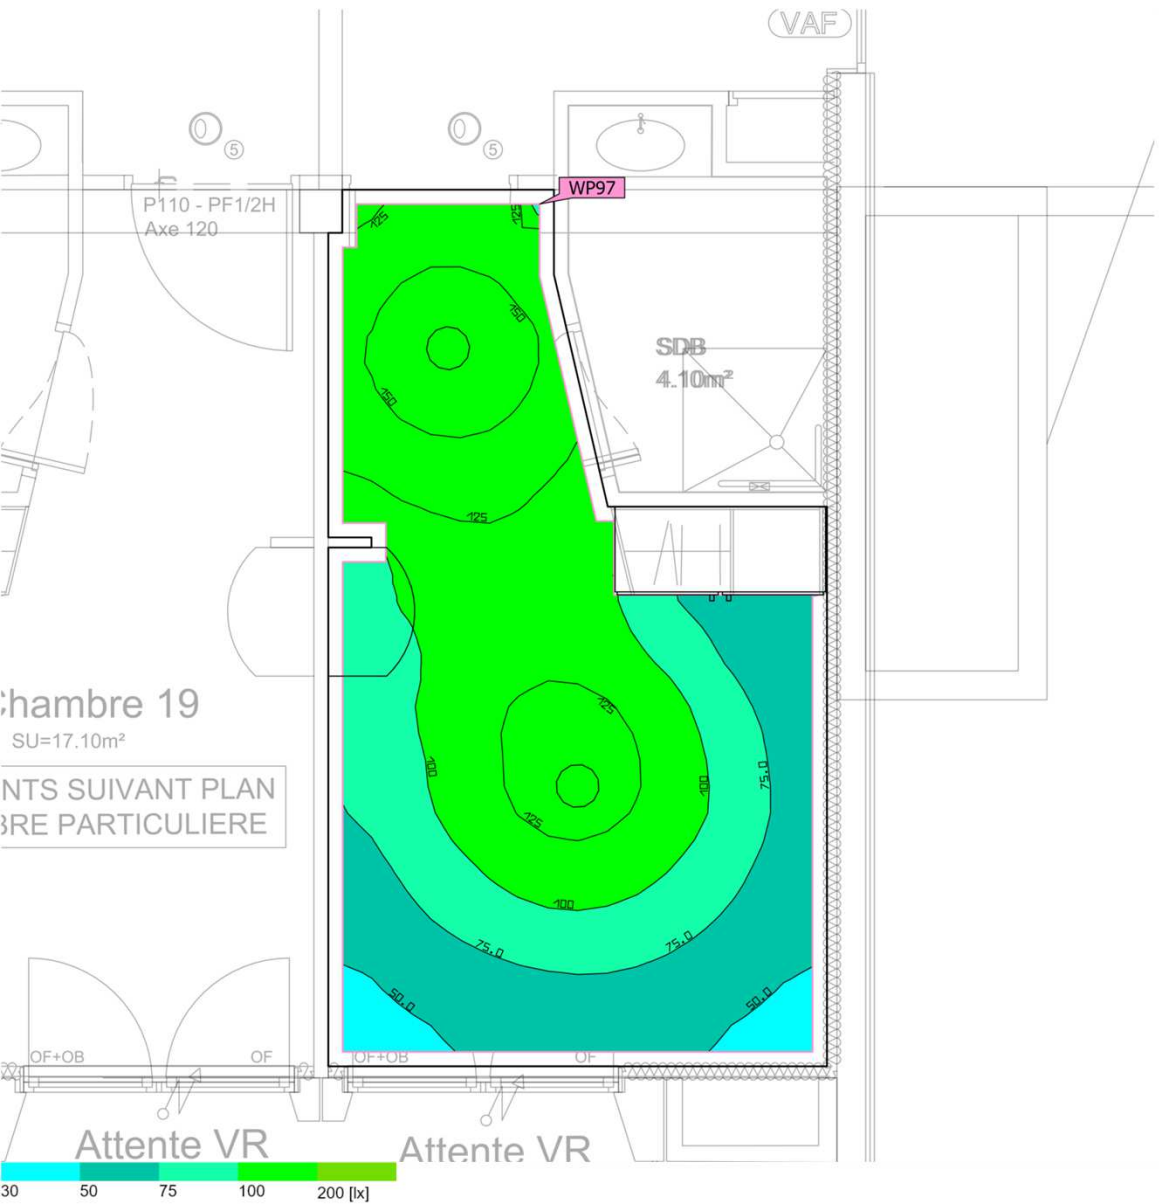 VAF
5
5
WP97
P110 - PF1/2H
Axe 120
125
125
150
150
SDB
4.10m²
125
Chambre 19
SU=17.10m²
125
100
100
75.0
NTS SUIVANT PLAN
BRE PARTICULIERE
125
100
75.0
75.0
50.0
50.0
OF+OB
OF
OF+OB
OF
Attente VR
Attente VR
30
50
75
100
200 [lx]